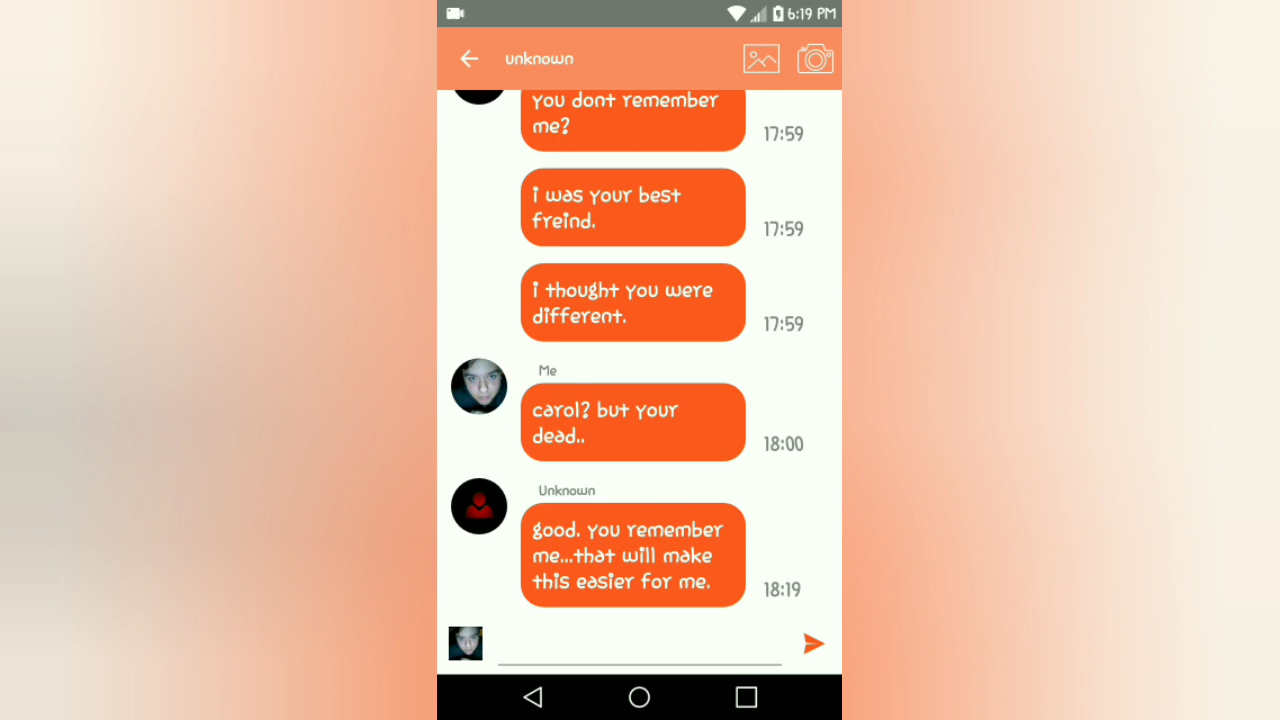 6:19 PM
unknown
you dont remember
me?
17:59
i was your best
freind.
17:59
i thought you were
different.
17:59
Me
carol? but your
dead..
18:00
Unknown
good. you remember
me...that will make
this easier for me.
18:19